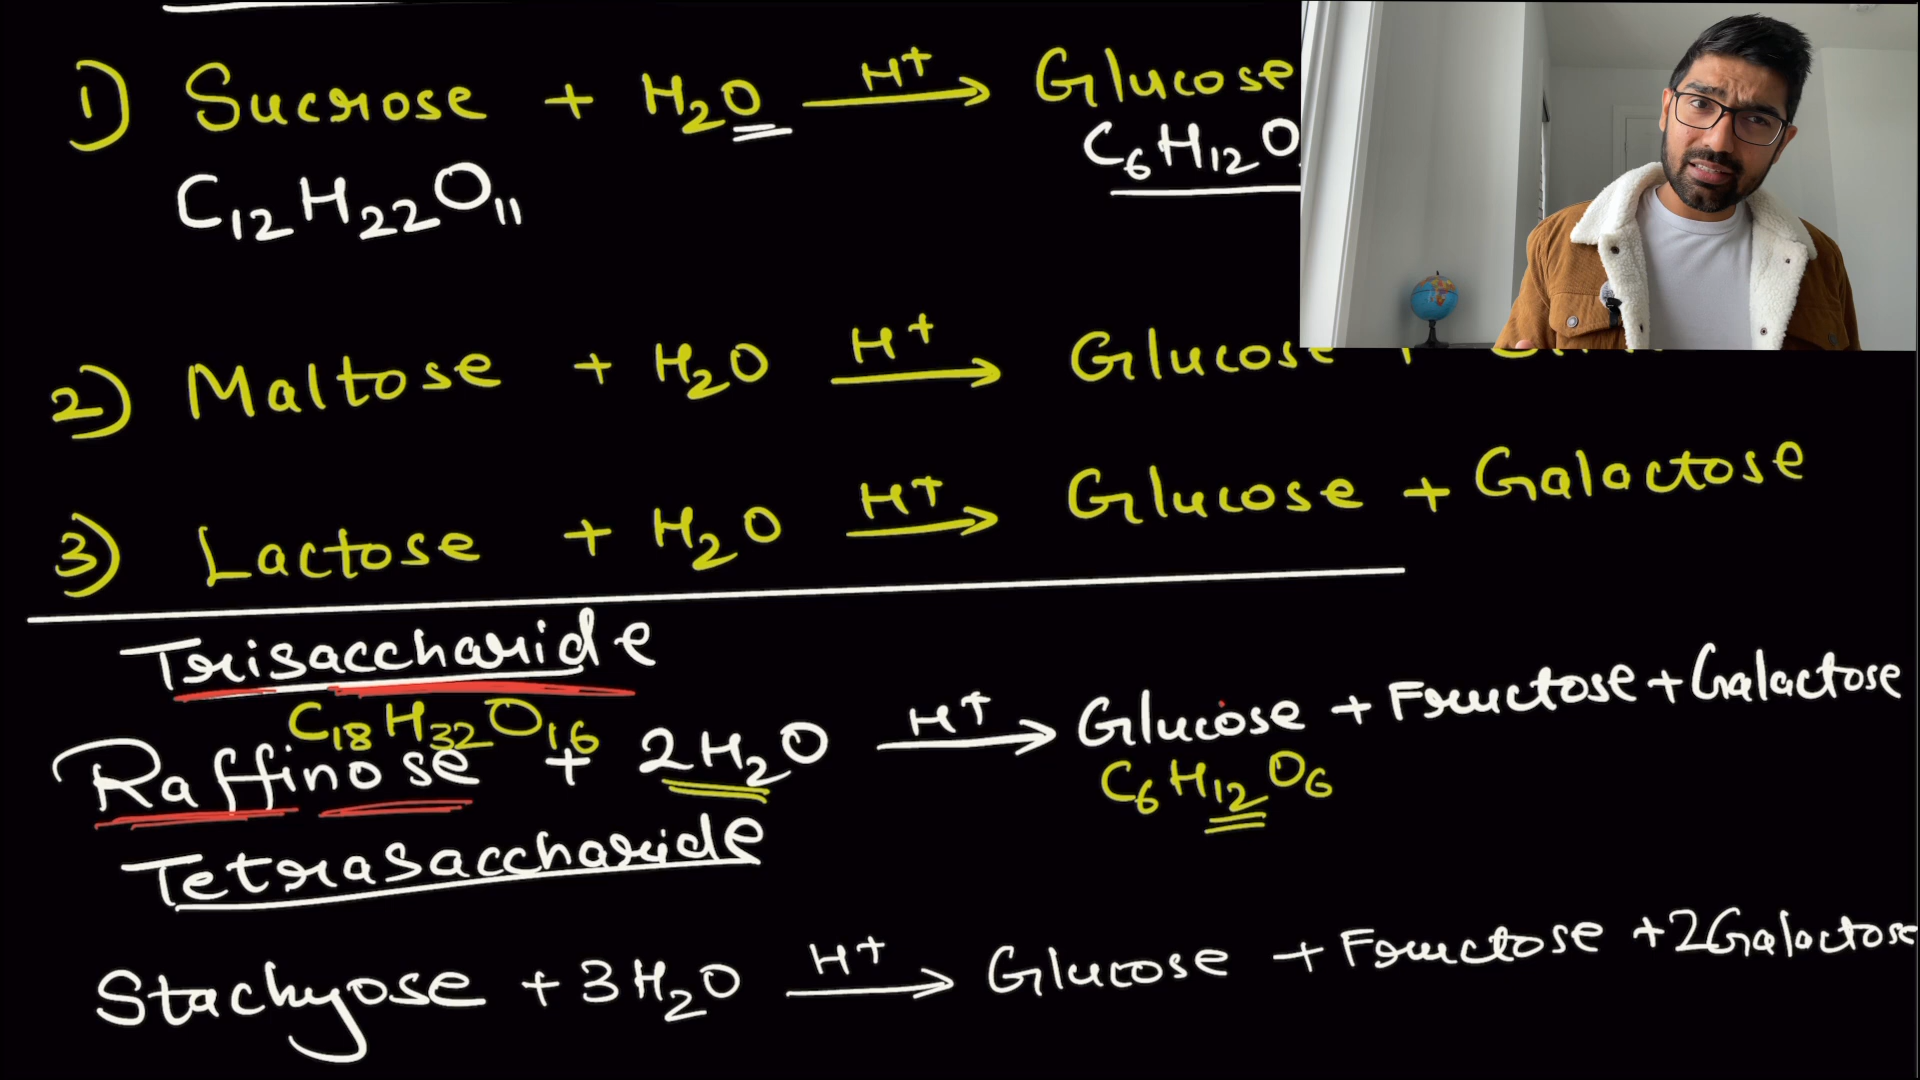 1) Sucrose + H2O H+ → Glucose
C12H22O11 C6H12O
2) Maltose + H2O H+ → Glucose +
3) Lactose + H2O H+ → Glucose + Galactose
Trisaccharide
C18H32O16
Raffinose + 2H2O H+ → Glucose + Fructose + Galactose
C6H12O6
Tetrasaccharide
Stachyose + 3H2O H+ → Glucose + Fructose + 2Galactose